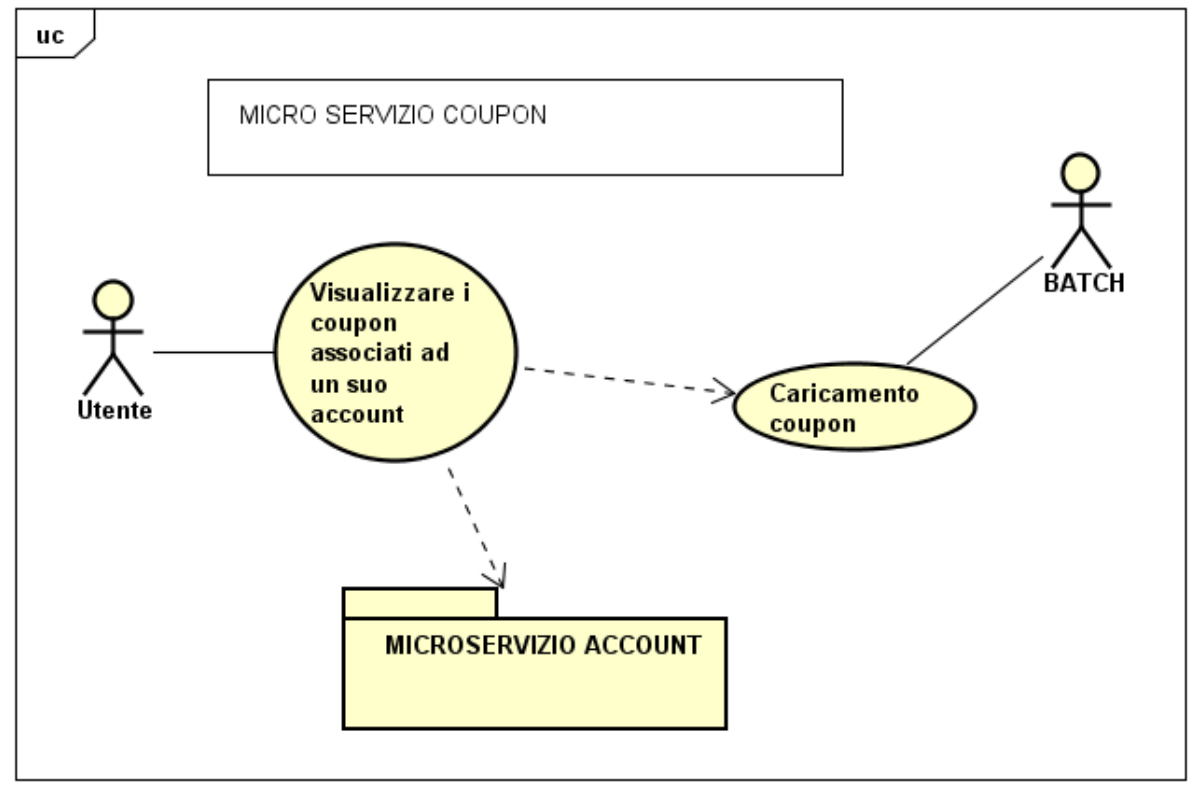 uc
MICRO SERVIZIO COUPON
BATCH
Visualizzare i
coupon
associati ad
un suo
account
Utente
Caricamento
coupon
MICROSERVIZIO ACCOUNT